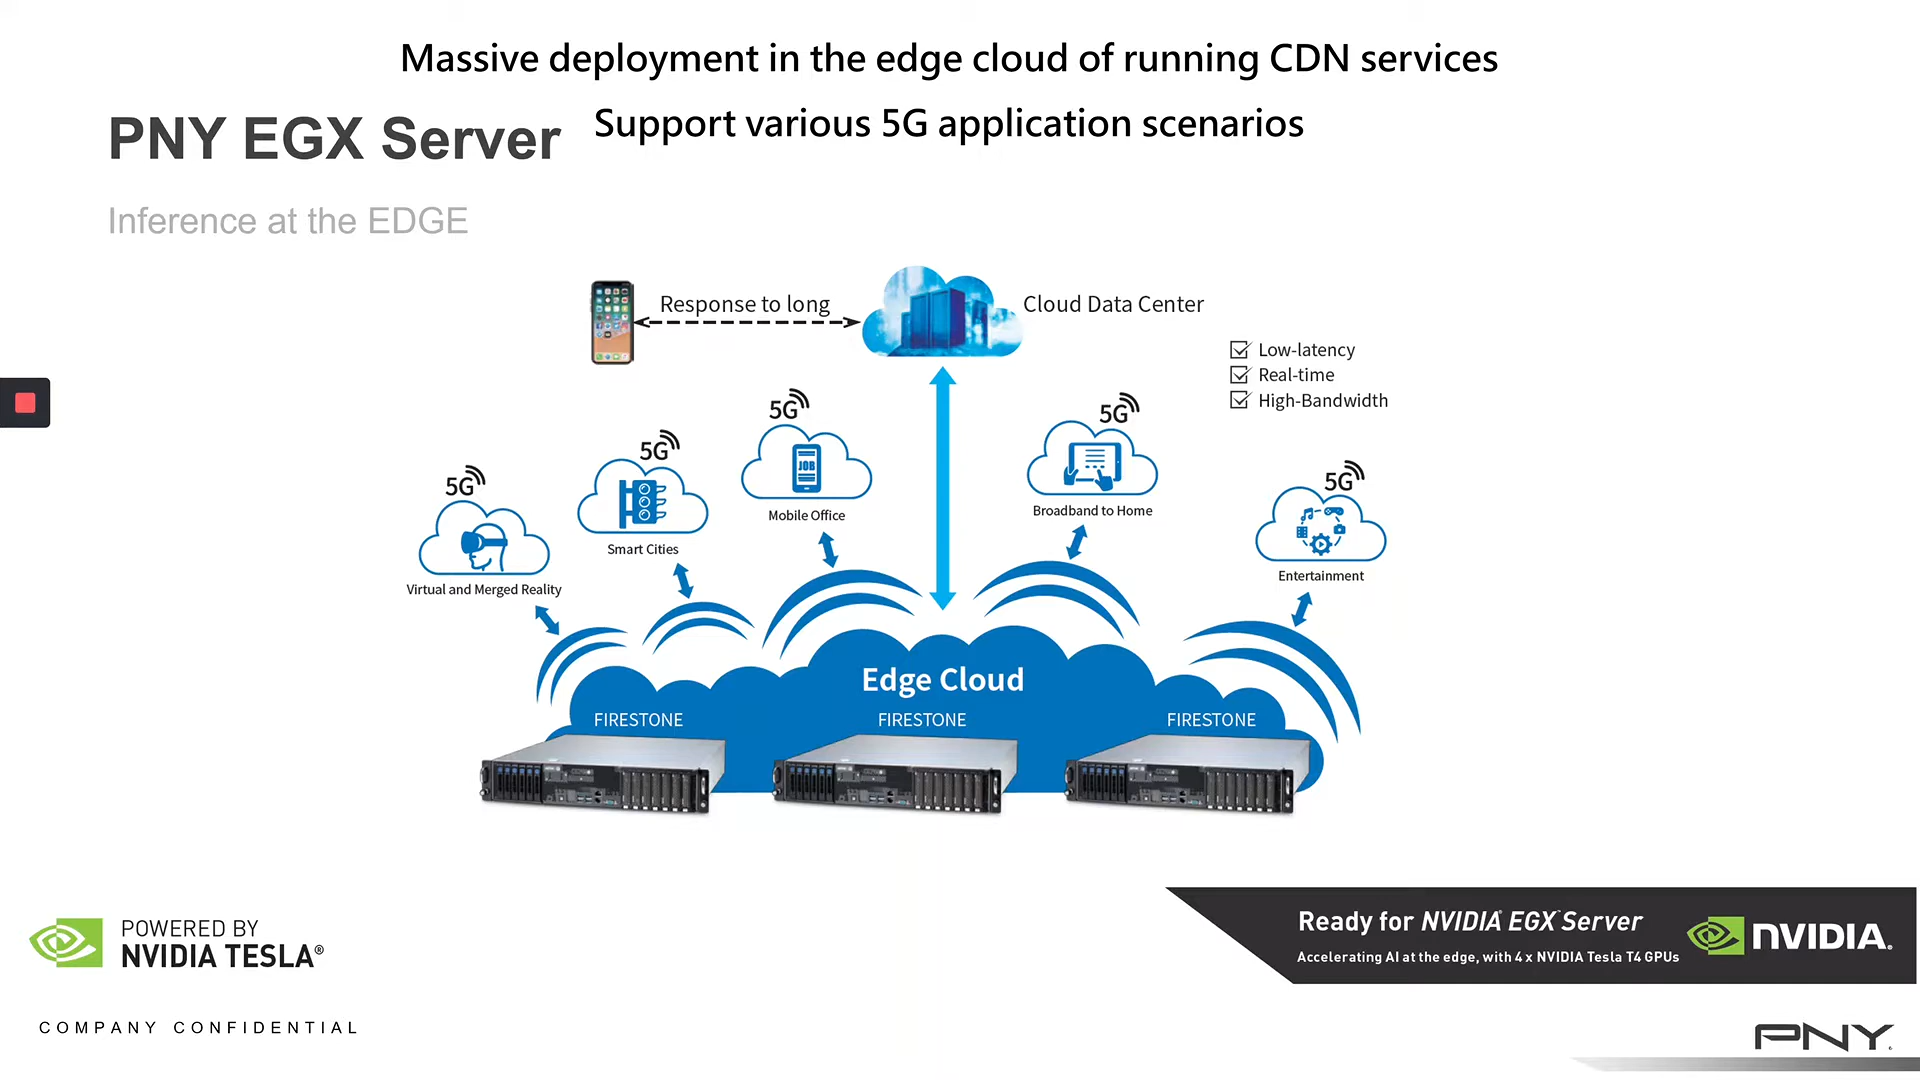 Massive deployment in the edge cloud of running CDN services
Support various 5G application scenarios
PNY EGX Server
Inference at the EDGE
Response to long
Cloud Data Center
Low-latency
Real-time
High-Bandwidth
5G
5G
5G
5G
5G
JOB
Virtual and Merged Reality
Smart Cities
Mobile Office
Broadband to Home
Entertainment
Edge Cloud
FIRESTONE
FIRESTONE
FIRESTONE
POWERED BY
NVIDIA TESLA®
Ready for NVIDIA® EGX™ Server
Accelerating AI at the edge, with 4 x NVIDIA Tesla T4 GPUs
NVIDIA.
COMPANY CONFIDENTIAL
PNY